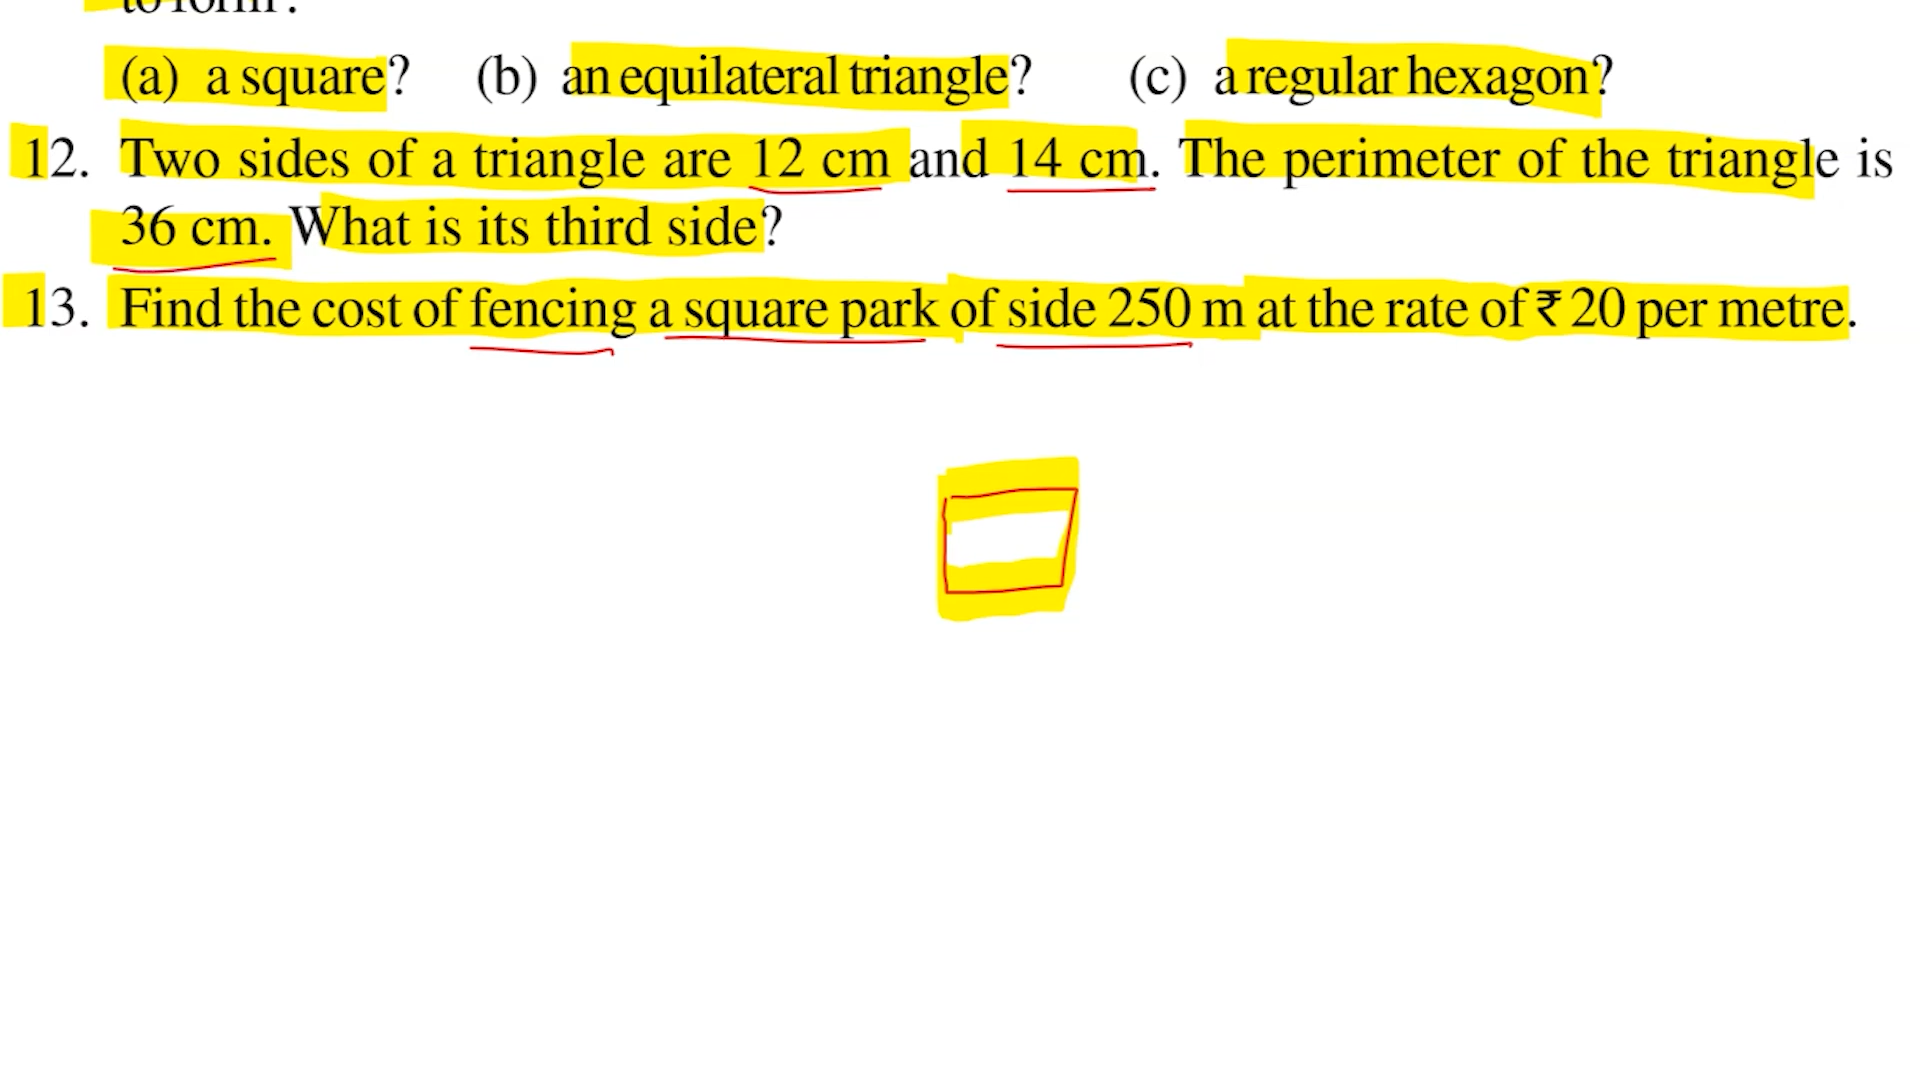 to form?
(a) a square? (b) an equilateral triangle? (c) a regular hexagon?
12. Two sides of a triangle are 12 cm and 14 cm. The perimeter of the triangle is
36 cm. What is its third side?
13. Find the cost of fencing a square park of side 250 m at the rate of ₹ 20 per metre.